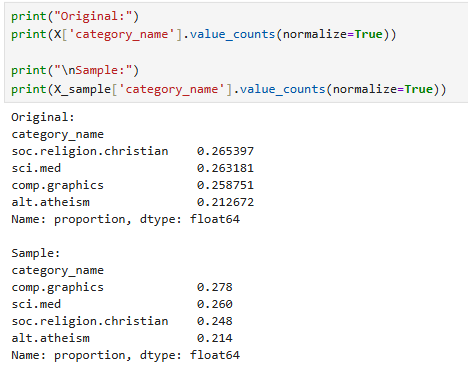 print("Original:")
print(X['category_name'].value_counts(normalize=True))
print("\nSample:")
print(X_sample['category_name'].value_counts(normalize=True))
Original:
category_name
soc.religion.christian    0.265397
sci.med                   0.263181
comp.graphics             0.258751
alt.atheism               0.212672
Name: proportion, dtype: float64
Sample:
category_name
comp.graphics             0.278
sci.med                   0.260
soc.religion.christian    0.248
alt.atheism               0.214
Name: proportion, dtype: float64